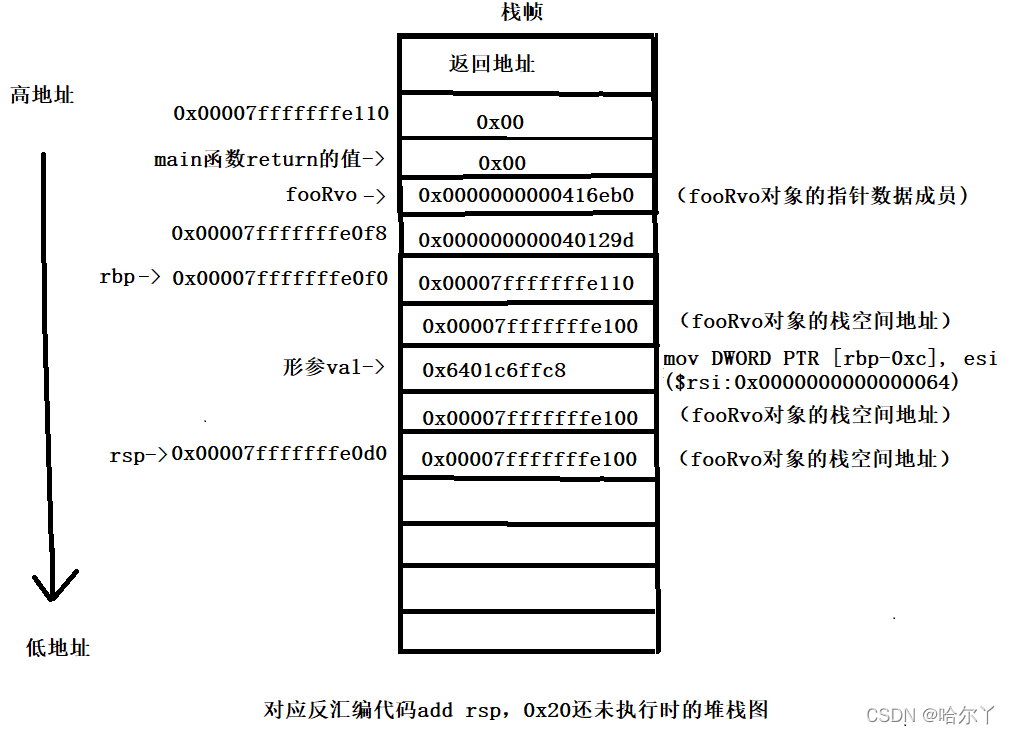 栈帧
返回地址
高地址
0x00007fffffffe110
0x00
main函数return的值->
0x00
fooRvo ->
0x0000000000416eb0
（fooRvo对象的指针数据成员）
0x00007fffffffe0f8
0x000000000040129d
rbp-> 0x00007fffffffe0f0
0x00007fffffffe110
0x00007fffffffe100
（fooRvo对象的栈空间地址）
形参val->
0x6401c6ffc8
mov DWORD PTR [rbp-0xc], esi
($rsi:0x0000000000000064)
0x00007fffffffe100
（fooRvo对象的栈空间地址）
rsp->0x00007fffffffe0d0
0x00007fffffffe100
（fooRvo对象的栈空间地址）
低地址
对应反汇编代码add rsp，0x20还未执行时的堆栈图
CSDN @哈尔丫